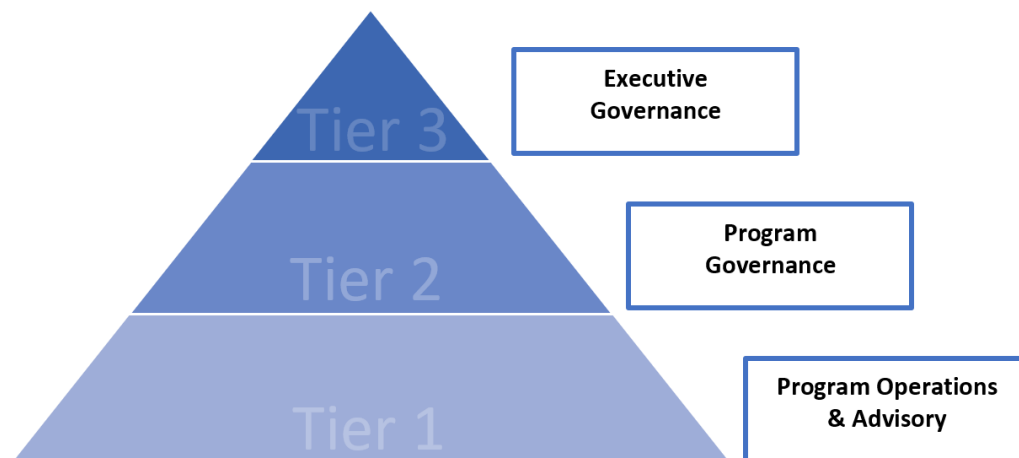 Tier 3
Executive
Governance
Tier 2
Program
Governance
Tier 1
Program Operations
& Advisory